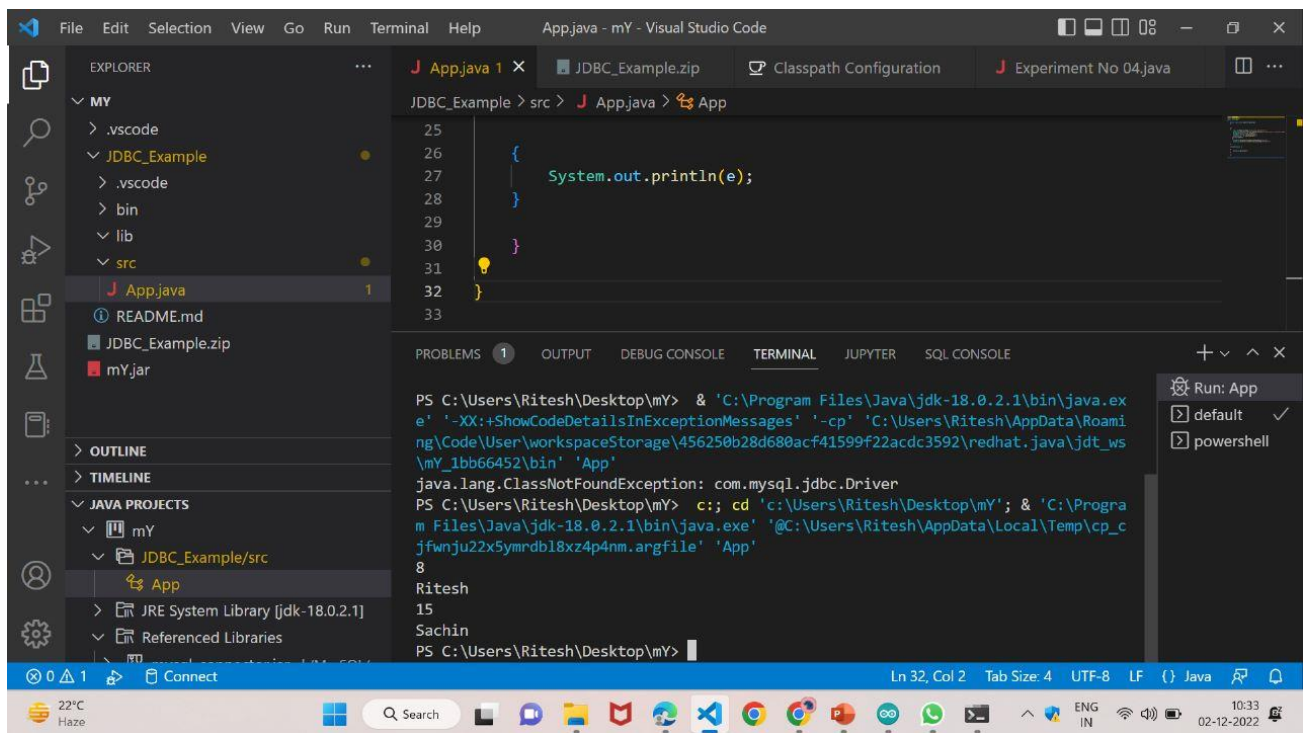 File Edit Selection View Go Run Terminal Help App.java - mY - Visual Studio Code
EXPLORER
MY
.vscode
JDBC_Example
.vscode
bin
lib
src
App.java 1
README.md
JDBC_Example.zip
mY.jar
OUTLINE
TIMELINE
JAVA PROJECTS
mY
JDBC_Example/src
App
JRE System Library [jdk-18.0.2.1]
Referenced Libraries
App.java 1 JDBC_Example.zip Classpath Configuration Experiment No 04.java
JDBC_Example > src > App.java > App
25
26 {
27 System.out.println(e);
28 }
29
30 }
31
32 }
33
PROBLEMS 1 OUTPUT DEBUG CONSOLE TERMINAL JUPYTER SQL CONSOLE
PS C:\Users\Ritesh\Desktop\mY> & 'C:\Program Files\Java\jdk-18.0.2.1\bin\java.ex
e' '-XX:+ShowCodeDetailsInExceptionMessages' '-cp' 'C:\Users\Ritesh\AppData\Roami
ng\Code\User\workspaceStorage\456250b28d680acf41599f22acdc3592\redhat.java\jdt_ws
\mY_1bb66452\bin' 'App'
java.lang.ClassNotFoundException: com.mysql.jdbc.Driver
PS C:\Users\Ritesh\Desktop\mY> c:; cd 'c:\Users\Ritesh\Desktop\mY'; & 'C:\Progra
m Files\Java\jdk-18.0.2.1\bin\java.exe' '@C:\Users\Ritesh\AppData\Local\Temp\cp_c
jfwnju22x5ymrdbl8xz4p4nm.argfile' 'App'
8
Ritesh
15
Sachin
PS C:\Users\Ritesh\Desktop\mY>
Run: App
default
powershell
0 1 Connect Ln 32, Col 2 Tab Size: 4 UTF-8 LF {} Java
22°C
Haze
Search
ENG
IN
10:33
02-12-2022